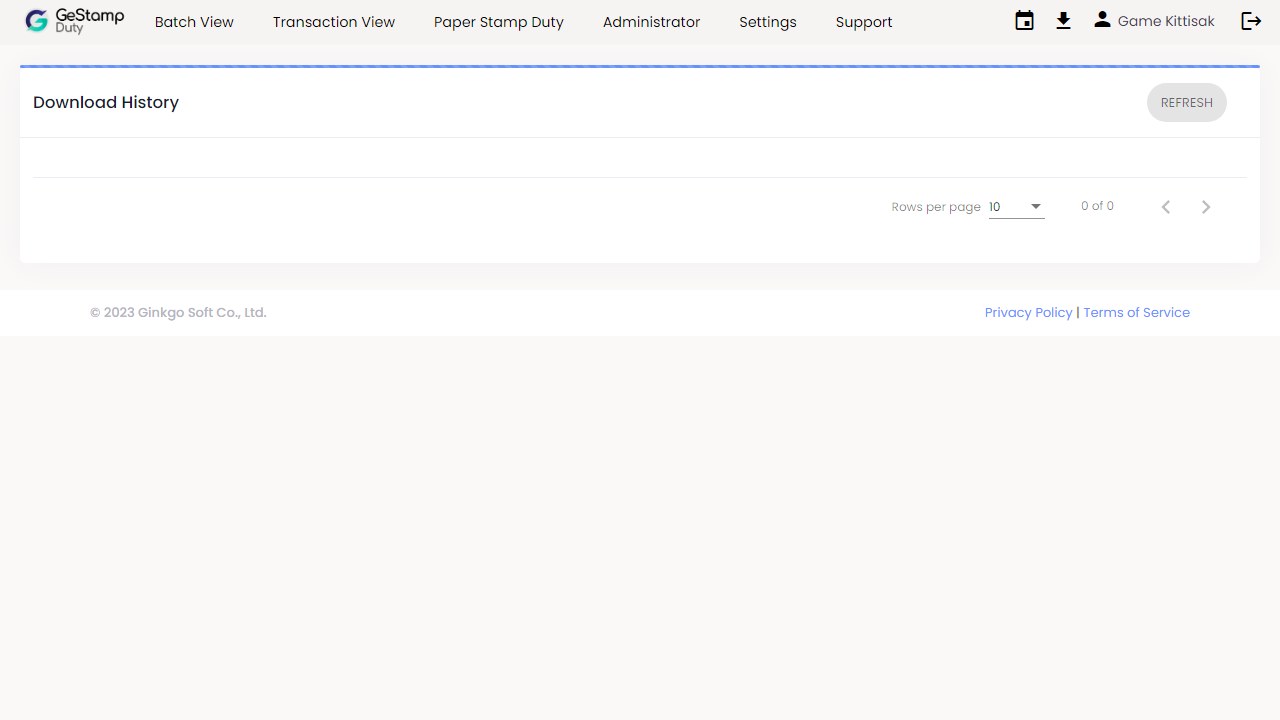 GeStamp
Duty
Batch View Transaction View Paper Stamp Duty Administrator Settings Support Game Kittisak
Download History REFRESH
Rows per page 10 0 of 0
© 2023 Ginkgo Soft Co., Ltd. Privacy Policy | Terms of Service